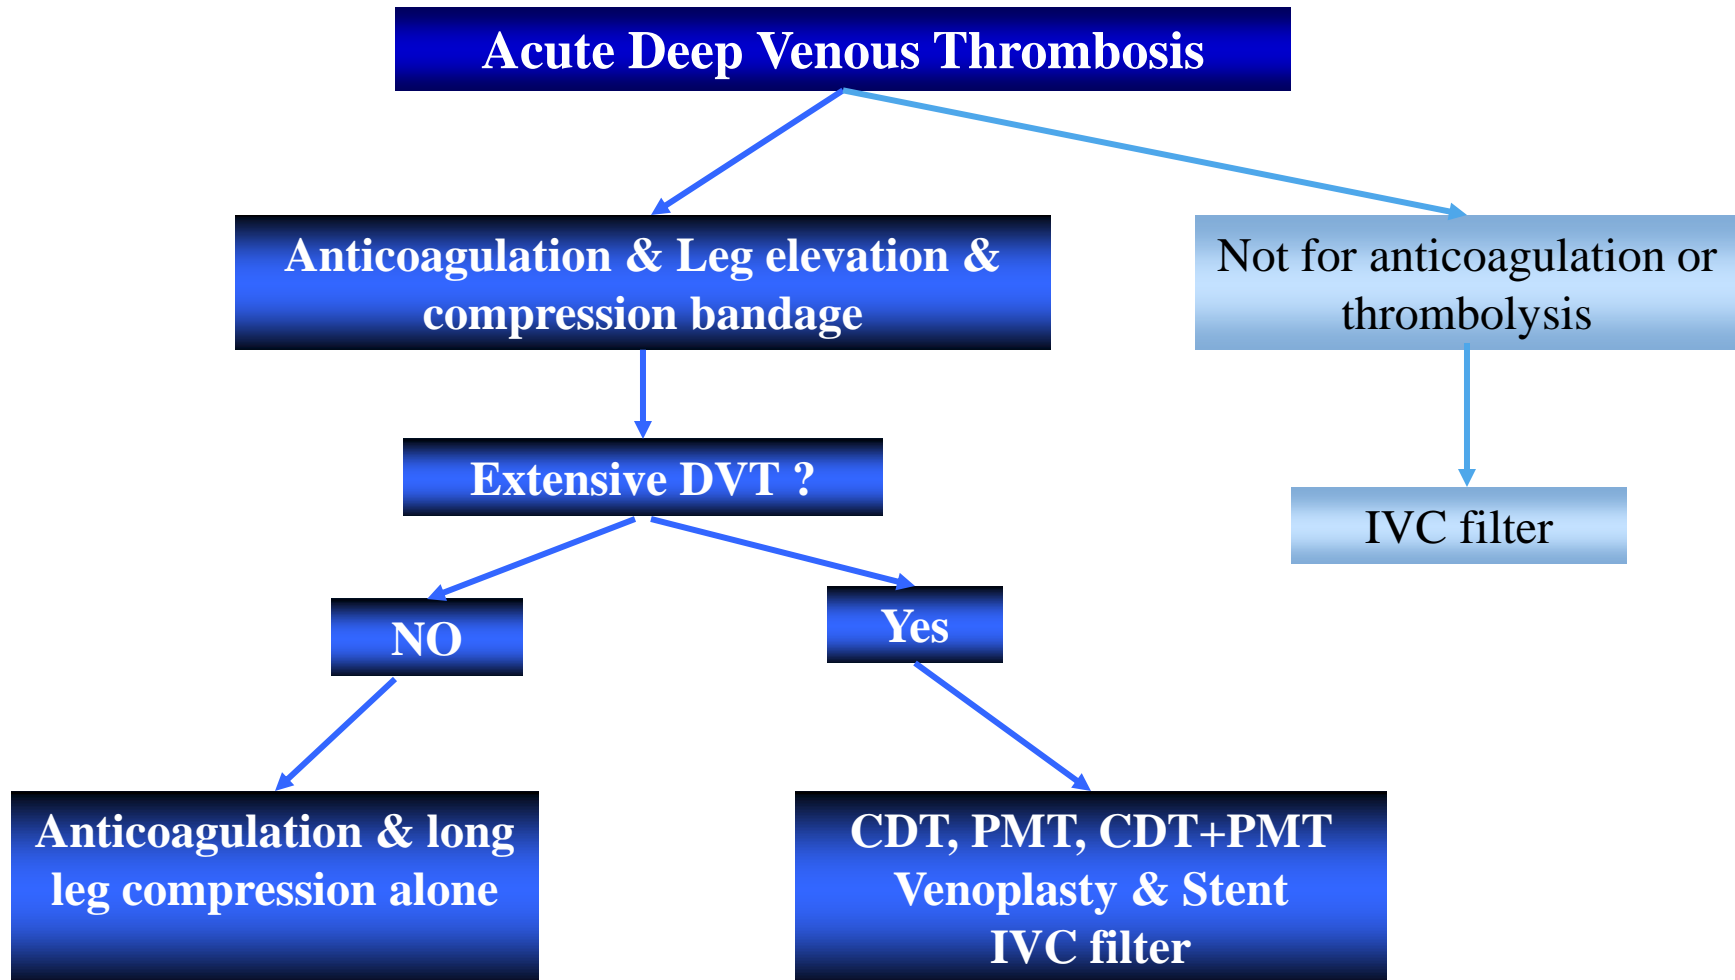 Acute Deep Venous Thrombosis
Anticoagulation & Leg elevation &
compression bandage
Not for anticoagulation or
thrombolysis
Extensive DVT ?
IVC filter
NO
Yes
Anticoagulation & long
leg compression alone
CDT, PMT, CDT+PMT
Venoplasty & Stent
IVC filter